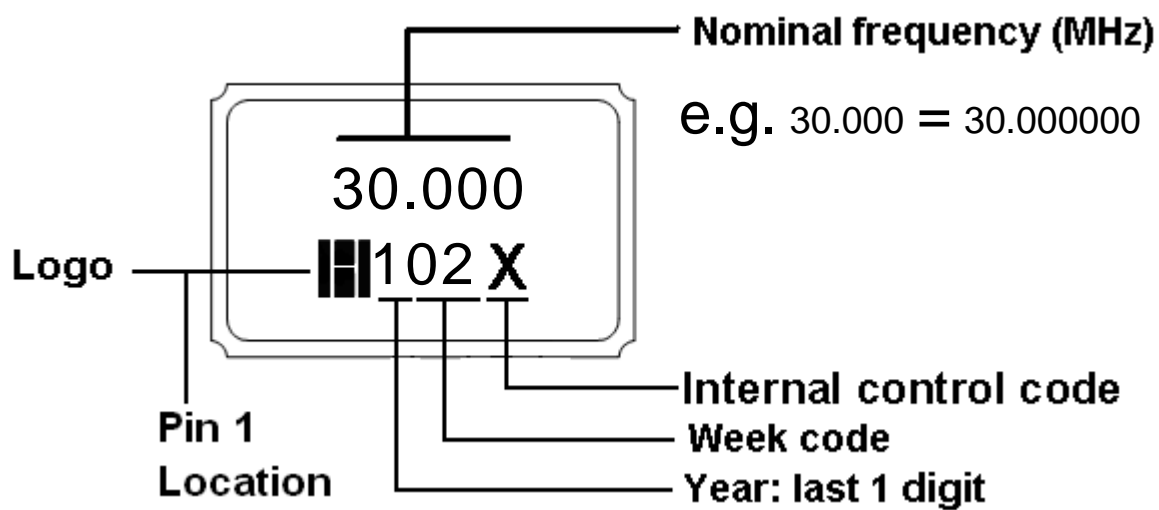 Nominal frequency (MHz)
e.g. 30.000 = 30.000000
30.000
102 X
Logo
Internal control code
Pin 1
Location
Week code
Year: last 1 digit